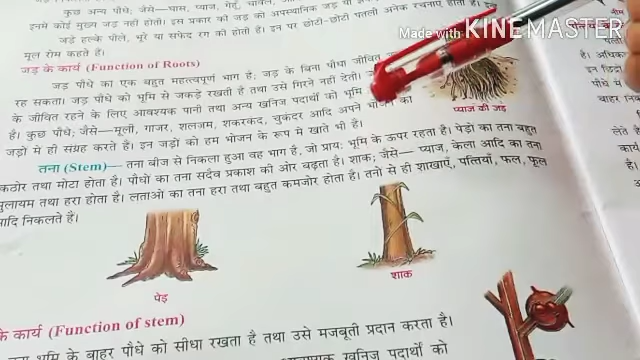 Made with KINEMASTER
कुछ अन्य पौधे; जैसे—घास, प्याज, गेहूँ, चावल,
इनमें कोई मुख्य जड़ नहीं होती। इस प्रकार की जड़ को अपस्थानिक जड़ या
जड़ें हल्के पीले, भूरे या सफेद रंग की होती है। इन पर छोटी-छोटी पतली अनेक रचनाएं होती हैं।
मूल रोम कहते हैं।
जड़ के कार्य (Function of Roots)
जड़ पौधे का एक बहुत महत्वपूर्ण भाग है; जड़ के बिना पौधा जीवित
रह सकता। जड़ पौधे को भूमि से जकड़े रखती है तथा उसे गिरने नहीं देती।
के जीवित रहने के लिए आवश्यक पानी तथा अन्य खनिज पदार्थों को भूमि
है। कुछ पौधे; जैसे—मूली, गाजर, शलजम, शकरकंद, चुकंदर आदि अपने का
जड़ों में ही संग्रह करते हैं। इन जड़ों को हम भोजन के रूप में खाते भी हैं।
प्याज की जड़
तना (Stem)— तना बीज से निकला हुआ वह भाग है, जो प्राय: भूमि के ऊपर रहता है। पेड़ों का तना बहुत
कठोर तथा मोटा होता है। पौधों का तना सदैव प्रकाश की ओर बढ़ता है। शाक; जैसे— प्याज, केला आदि का तना
मुलायम तथा हरा होता है। लताओं का तना हरा तथा बहुत कमजोर होता है। तनों से ही शाखाएँ, पत्तियाँ, फल, फूल
आदि निकलते हैं।
पेड़
शाक
के कार्य (Function of stem)
भूमि के बाहर पौधे को सीधा रखता है तथा उसे मजबूती प्रदान करता है।
खनिज पदार्थों को